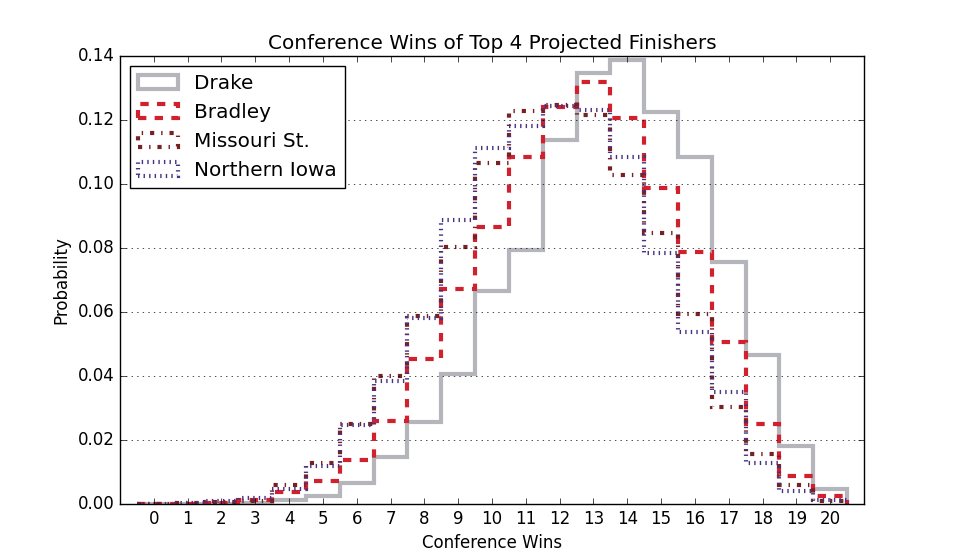 Conference Wins of Top 4 Projected Finishers
0.14
0.12
0.10
0.08
0.06
0.04
0.02
0.00
Probability
Drake
Bradley
Missouri St.
Northern Iowa
0 1 2 3 4 5 6 7 8 9 10 11 12 13 14 15 16 17 18 19 20
Conference Wins